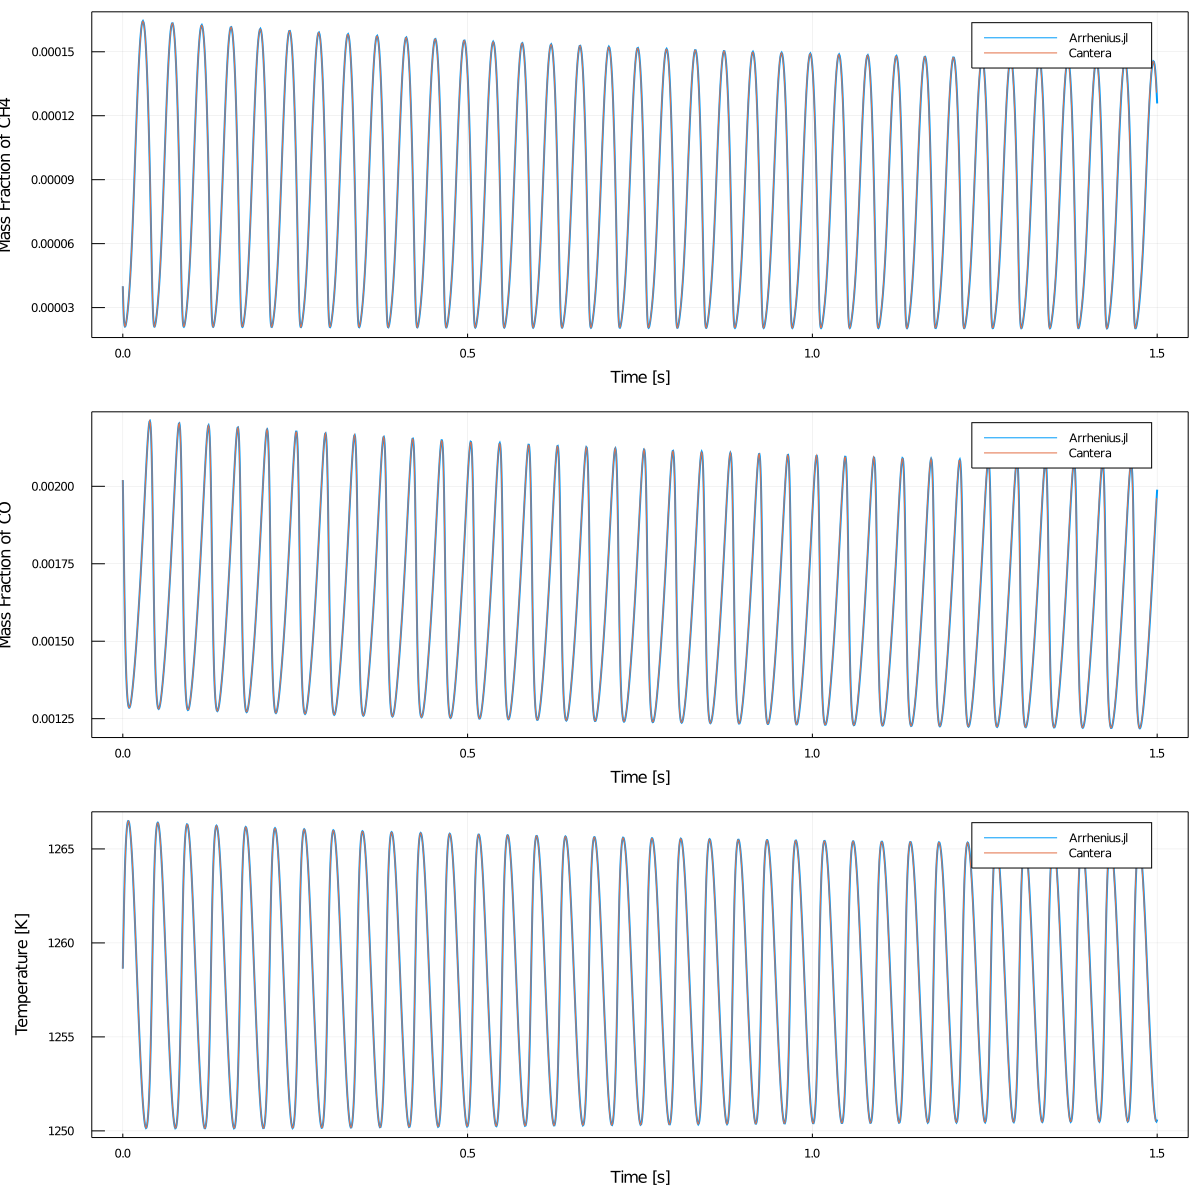 Mass Fraction of CH4
0.00015
0.00012
0.00009
0.00006
0.00003
Arrhenius.jl
Cantera
0.0 0.5 1.0 1.5
Time [s]
Mass Fraction of CO
0.00200
0.00175
0.00150
0.00125
Arrhenius.jl
Cantera
0.0 0.5 1.0 1.5
Time [s]
Temperature [K]
1265
1260
1255
1250
Arrhenius.jl
Cantera
0.0 0.5 1.0 1.5
Time [s]